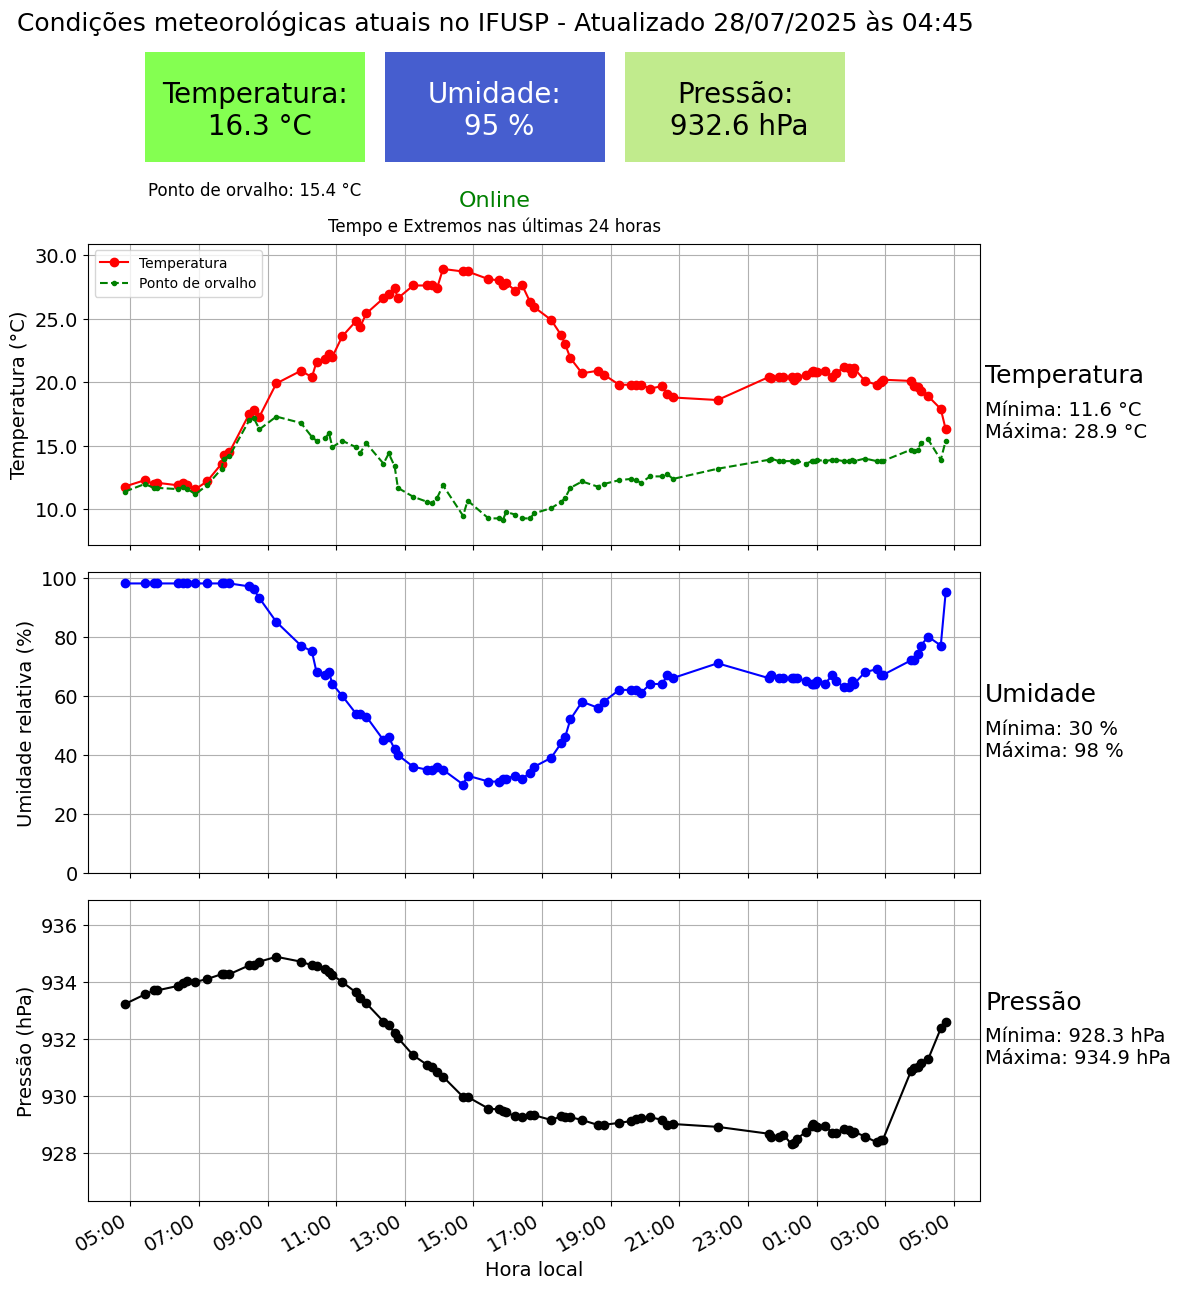 Condições meteorológicas atuais no IFUSP - Atualizado 28/07/2025 às 04:45
Temperatura:
16.3 °C
Umidade:
95 %
Pressão:
932.6 hPa
Ponto de orvalho: 15.4 °C
Online
Tempo e Extremos nas últimas 24 horas
Temperatura (°C)
30.0
25.0
20.0
15.0
10.0
Temperatura
Ponto de orvalho
Temperatura
Mínima: 11.6 °C
Máxima: 28.9 °C
Umidade relativa (%)
100
80
60
40
20
0
Umidade
Mínima: 30 %
Máxima: 98 %
Pressão (hPa)
936
934
932
930
928
Pressão
Mínima: 928.3 hPa
Máxima: 934.9 hPa
05:00
07:00
09:00
11:00
13:00
15:00
17:00
19:00
21:00
23:00
01:00
03:00
05:00
Hora local